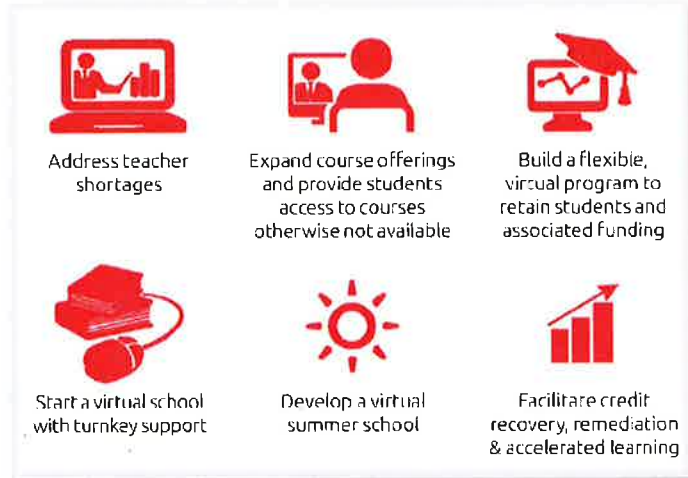 Address teacher
shortages
Expand course offerings
and provide students
access to courses
otherwise not available
Build a flexible,
virtual program to
retain students and
associated funding
Start a virtual school
with turnkey support
Develop a virtual
summer school
Facilitate credit
recovery, remediation
& accelerated learning